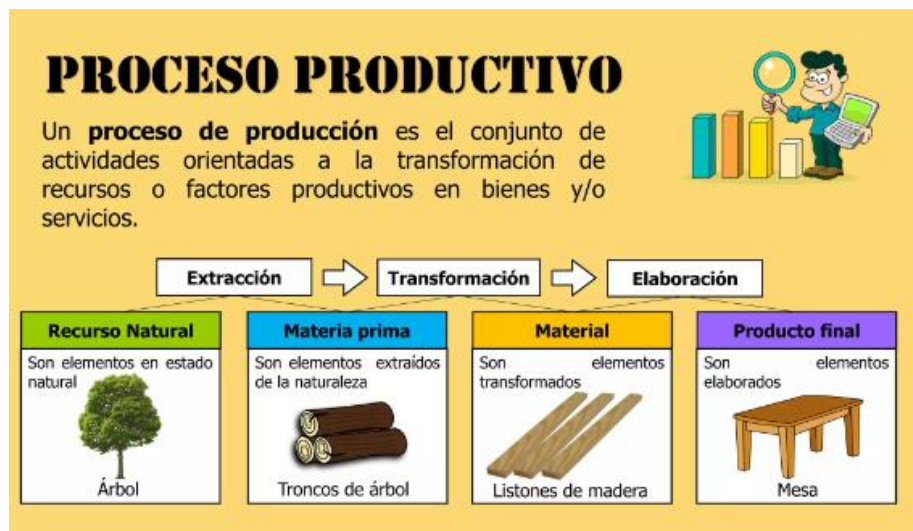 PROCESO PRODUCTIVO
Un proceso de producción es el conjunto de
actividades orientadas a la transformación de
recursos o factores productivos en bienes y/o
servicios.
Extracción
Transformación
Elaboración
Recurso Natural
Son elementos en estado
natural
Árbol
Materia prima
Son elementos extraídos
de la naturaleza
Troncos de árbol
Material
Son elementos
transformados
Listones de madera
Producto final
Son elementos
elaborados
Mesa